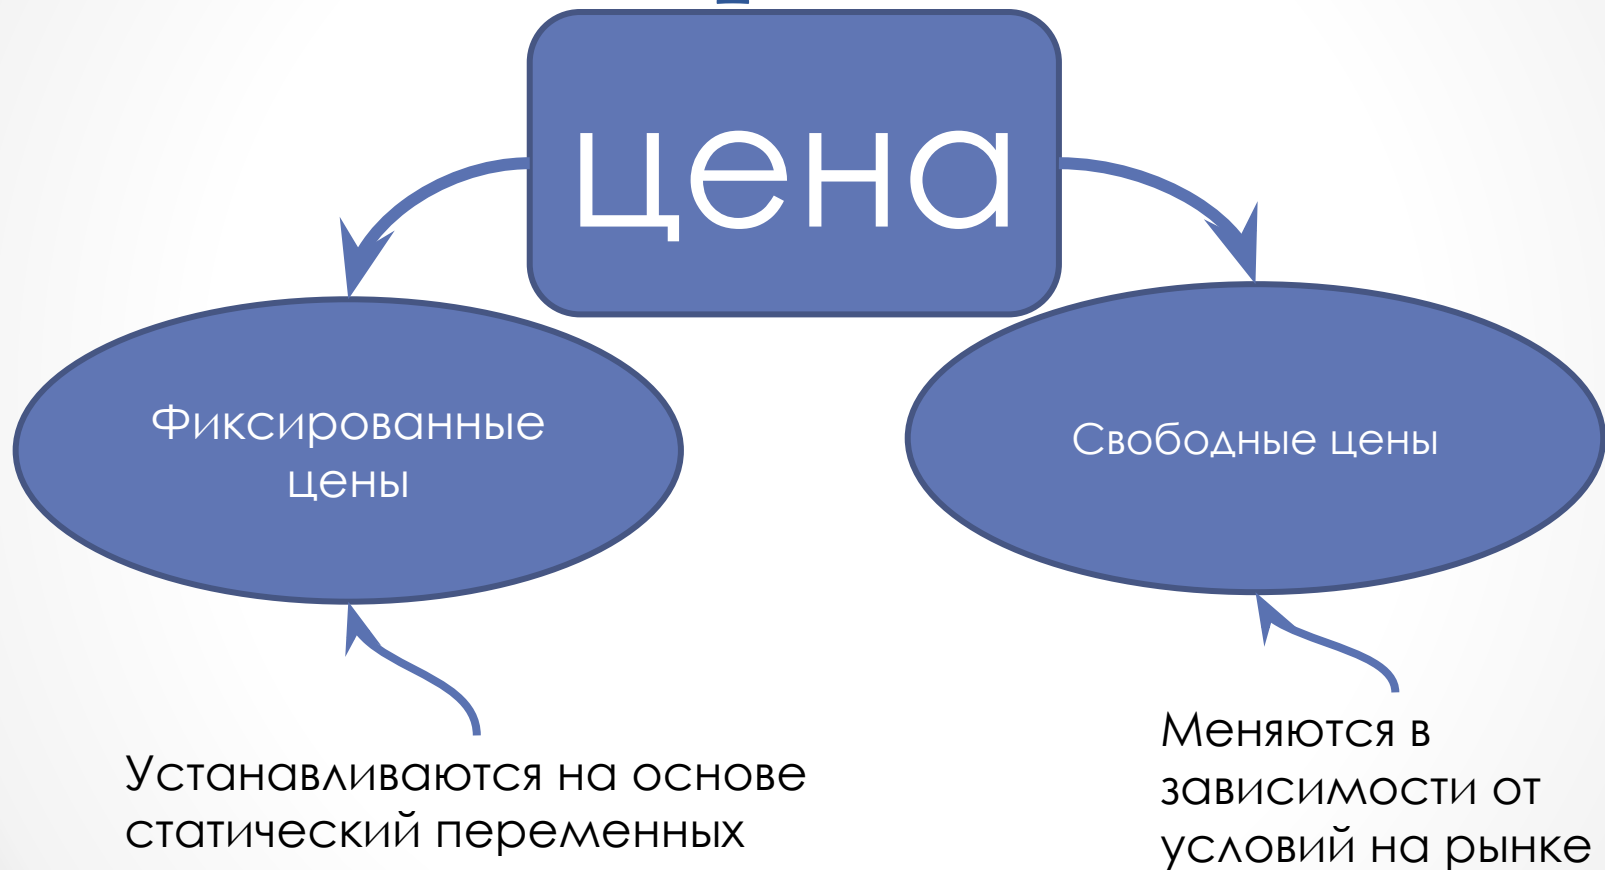 цена
Фиксированные
цены
Свободные цены
Устанавливаются на основе
статический переменных
Меняются в
зависимости от
условий на рынке